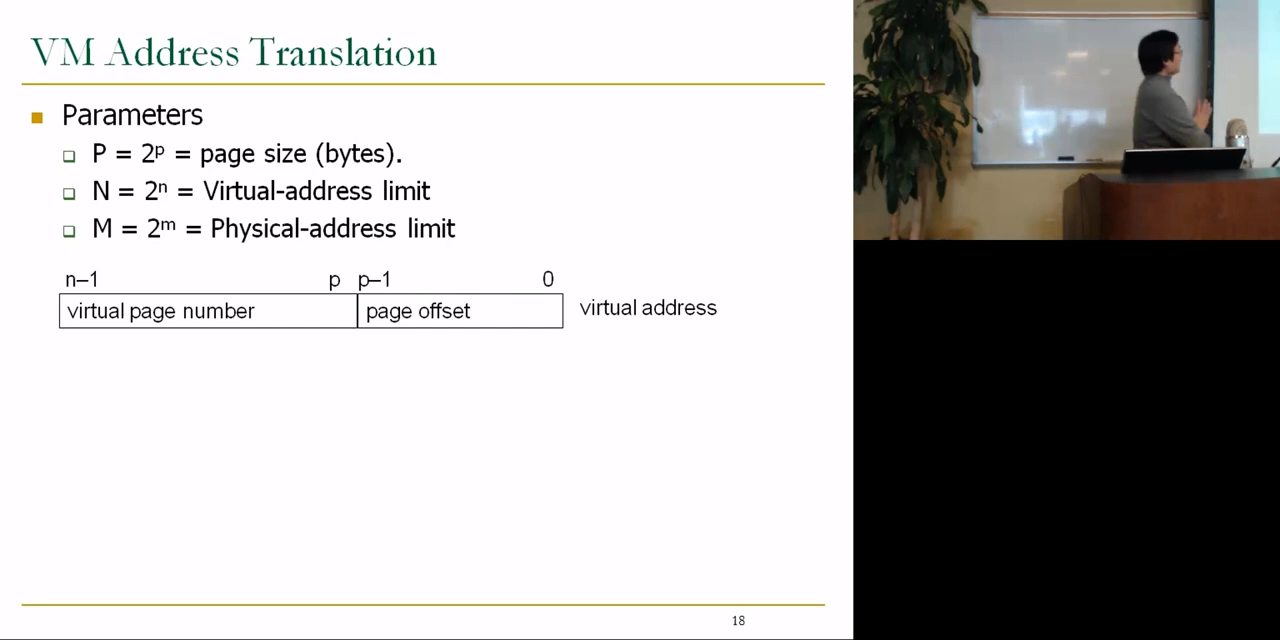 VM Address Translation
Parameters
P = 2ᵖ = page size (bytes).
N = 2ⁿ = Virtual-address limit
M = 2ᵐ = Physical-address limit
n–1 p p–1 0
virtual page number page offset virtual address
18